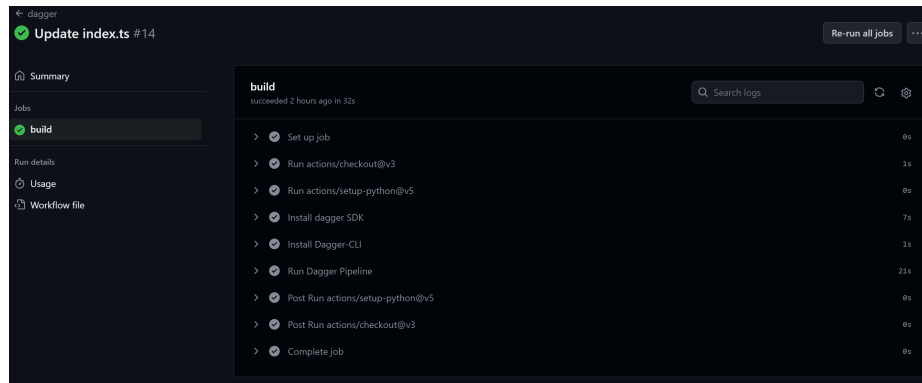 dagger
Update index.ts #14
Re-run all jobs
Summary
Jobs
build
Run details
Usage
Workflow file
build
succeeded 2 hours ago in 32s
Search logs
Set up job 0s
Run actions/checkout@v3 1s
Run actions/setup-python@v5 0s
Install dagger SDK 7s
Install Dagger-CLI 1s
Run Dagger Pipeline 21s
Post Run actions/setup-python@v5 0s
Post Run actions/checkout@v3 0s
Complete job 0s